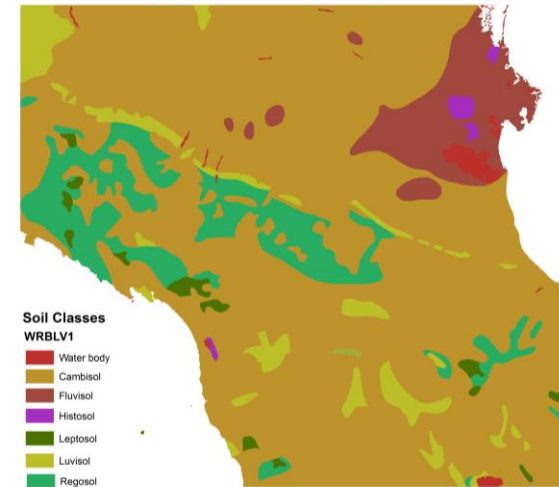 Soil Classes
WRBLV1
Water body
Cambisol
Fluvisol
Histosol
Leptosol
Luvisol
Regosol